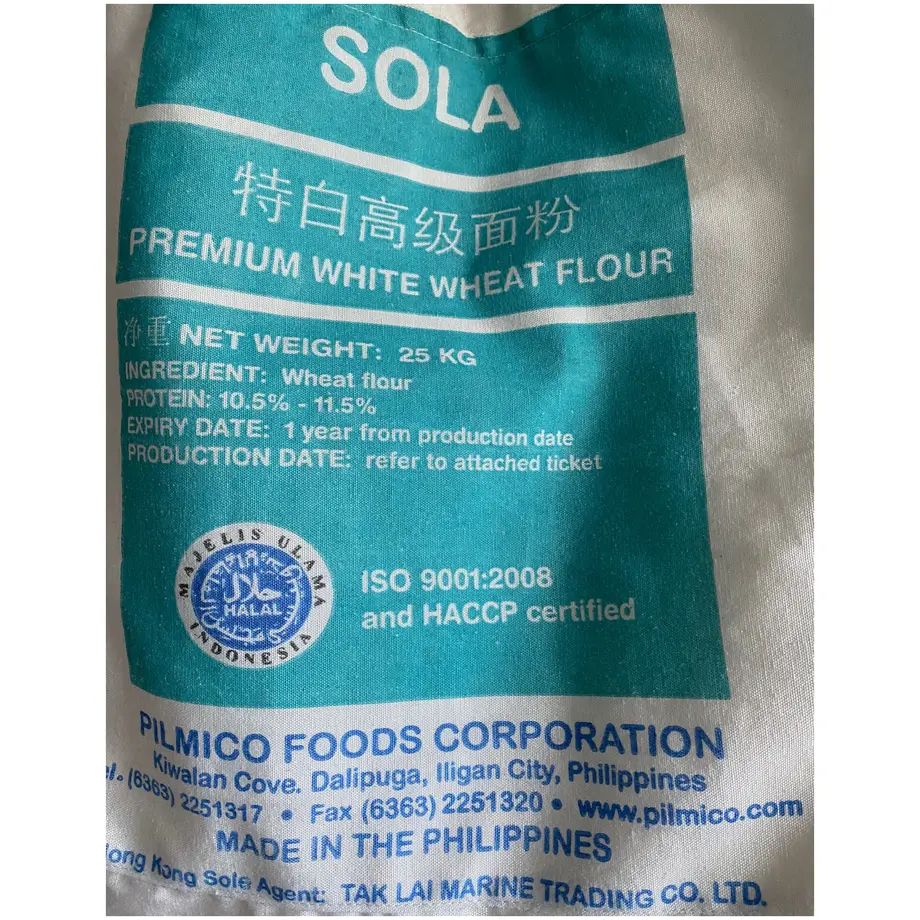 SOLA
特白高级面粉
PREMIUM WHITE WHEAT FLOUR
净重 NET WEIGHT: 25 KG
INGREDIENT: Wheat flour
PROTEIN: 10.5% - 11.5%
EXPIRY DATE: 1 year from production date
PRODUCTION DATE: refer to attached ticket
MAJELIS ULAMA
حلال
HALAL
INDONESIA
ISO 9001:2008
and HACCP certified
PILMICO FOODS CORPORATION
Kiwalan Cove. Dalipuga, Iligan City, Philippines
el. (6363) 2251317 • Fax (6363) 2251320 • www.pilmico.com
MADE IN THE PHILIPPINES
ong Kong Sole Agent: TAK LAI MARINE TRADING CO. LTD.